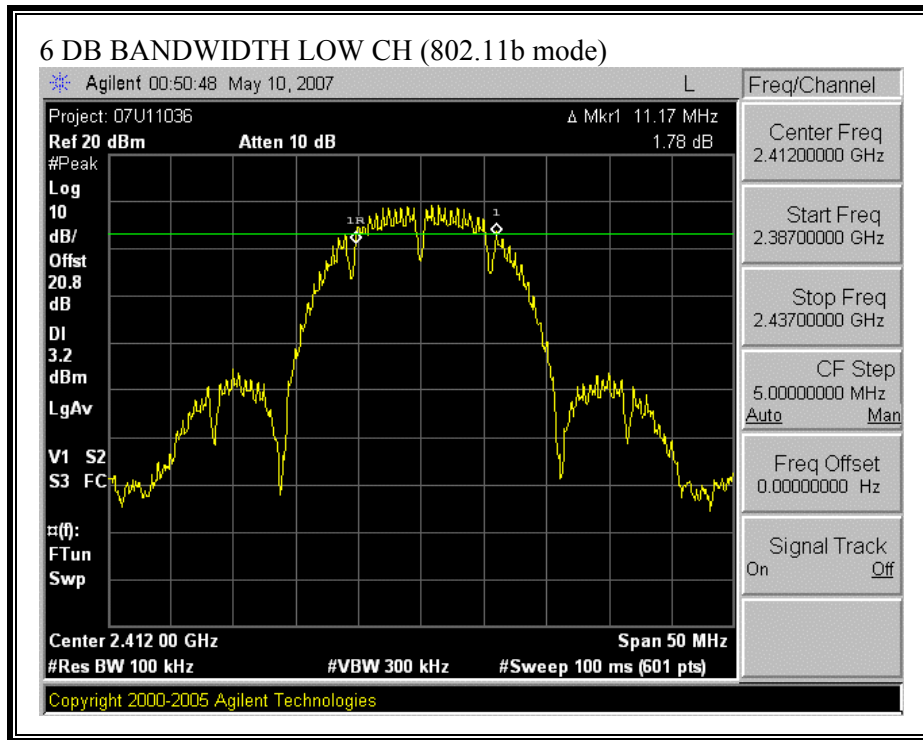 6 DB BANDWIDTH LOW CH (802.11b mode)
Agilent 00:50:48 May 10, 2007 L
Project: 07U11036 Δ Mkr1 11.17 MHz
Ref 20 dBm Atten 10 dB 1.78 dB
#Peak
Log
10
dB/
Offst
20.8
dB
DI
3.2
dBm
LgAv
V1 S2
S3 FC
¤(f):
FTun
Swp
1R
1
Center 2.412 00 GHz Span 50 MHz
#Res BW 100 kHz #VBW 300 kHz #Sweep 100 ms (601 pts)
Copyright 2000-2005 Agilent Technologies
Freq/Channel
Center Freq
2.41200000 GHz
Start Freq
2.38700000 GHz
Stop Freq
2.43700000 GHz
CF Step
5.00000000 MHz
Auto Man
Freq Offset
0.00000000 Hz
Signal Track
On Off